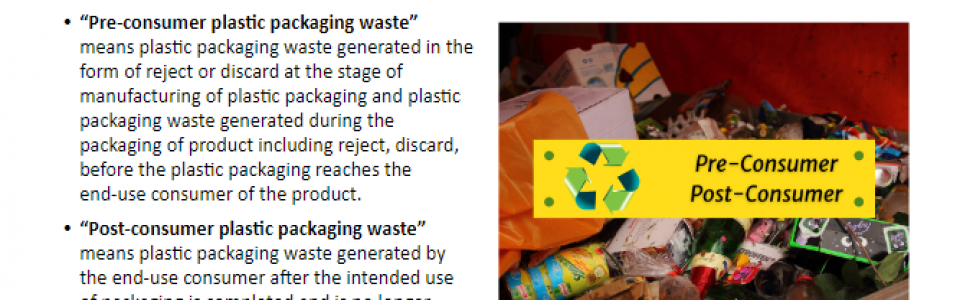 • “Pre-consumer plastic packaging waste”
means plastic packaging waste generated in the
form of reject or discard at the stage of
manufacturing of plastic packaging and plastic
packaging waste generated during the
packaging of product including reject, discard,
before the plastic packaging reaches the
end-use consumer of the product.
• “Post-consumer plastic packaging waste”
means plastic packaging waste generated by
the end-use consumer after the intended use
of packaging is completed and is no longer
Pre-Consumer
Post-Consumer